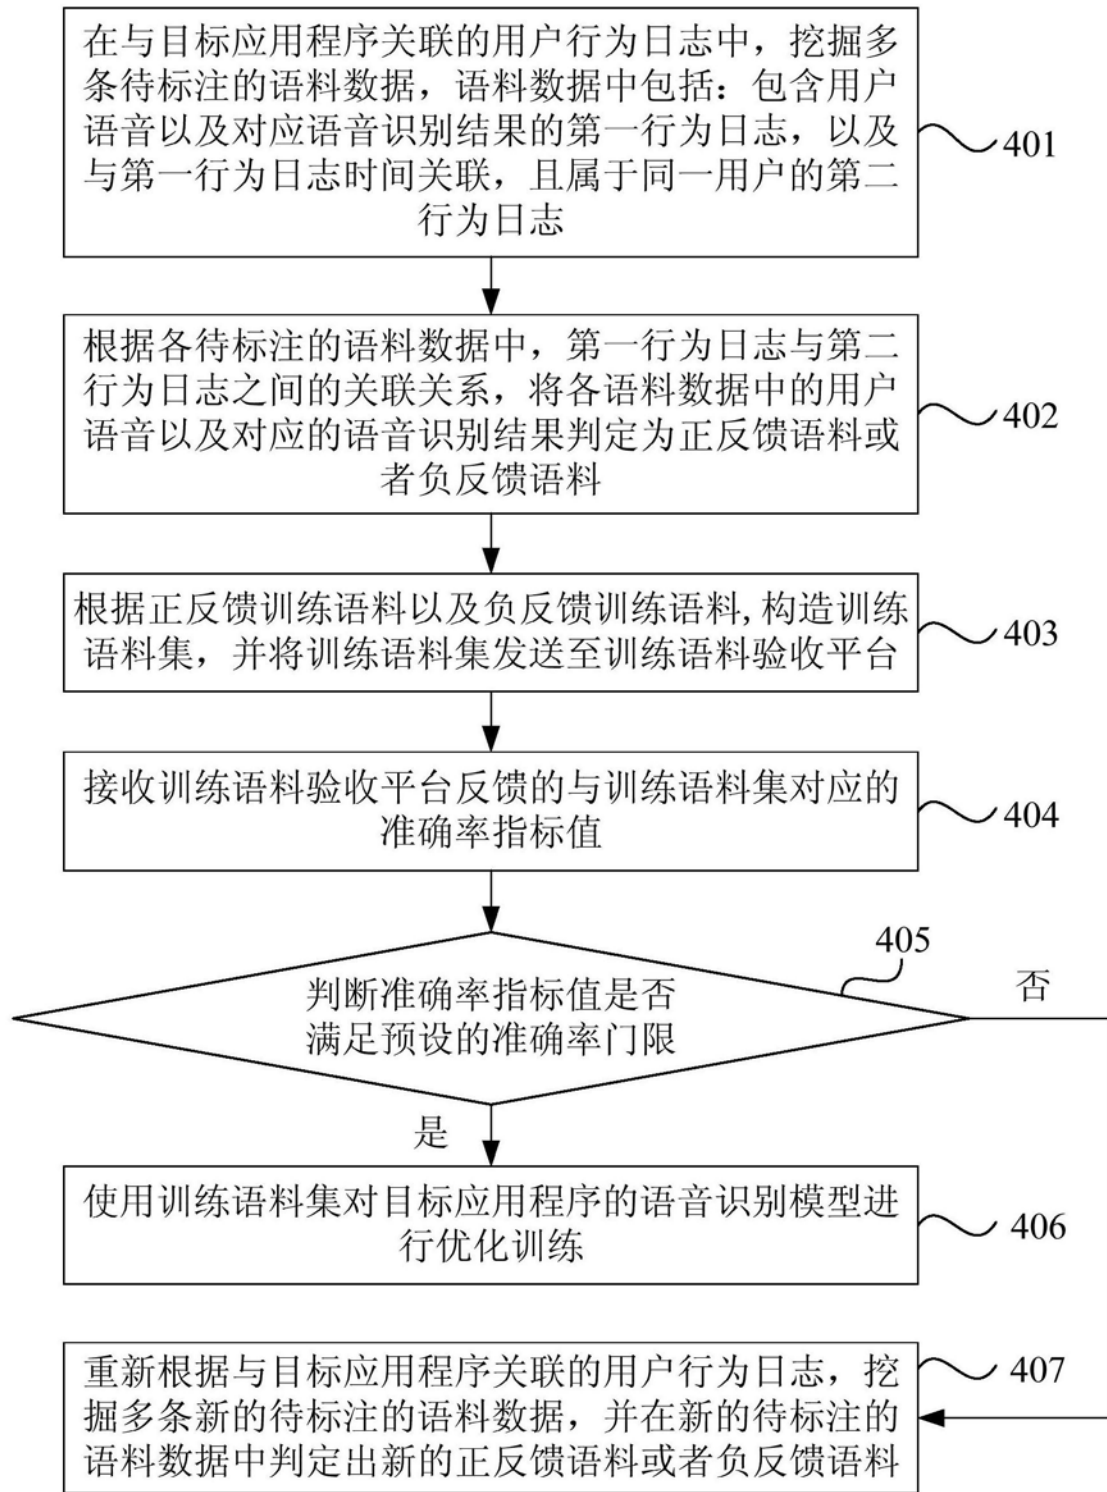 在与目标应用程序关联的用户行为日志中，挖掘多
条待标注的语料数据，语料数据中包括：包含用户
语音以及对应语音识别结果的第一行为日志，以及
与第一行为日志时间关联，且属于同一用户的第二
行为日志
401
根据各待标注的语料数据中，第一行为日志与第二
行为日志之间的关联关系，将各语料数据中的用户
语音以及对应的语音识别结果判定为正反馈语料或
者负反馈语料
402
根据正反馈训练语料以及负反馈训练语料,构造训练
语料集，并将训练语料集发送至训练语料验收平台
403
接收训练语料验收平台反馈的与训练语料集对应的
准确率指标值
404
405
判断准确率指标值是否
满足预设的准确率门限
否
是
使用训练语料集对目标应用程序的语音识别模型进
行优化训练
406
重新根据与目标应用程序关联的用户行为日志，挖
掘多条新的待标注的语料数据，并在新的待标注的
语料数据中判定出新的正反馈语料或者负反馈语料
407